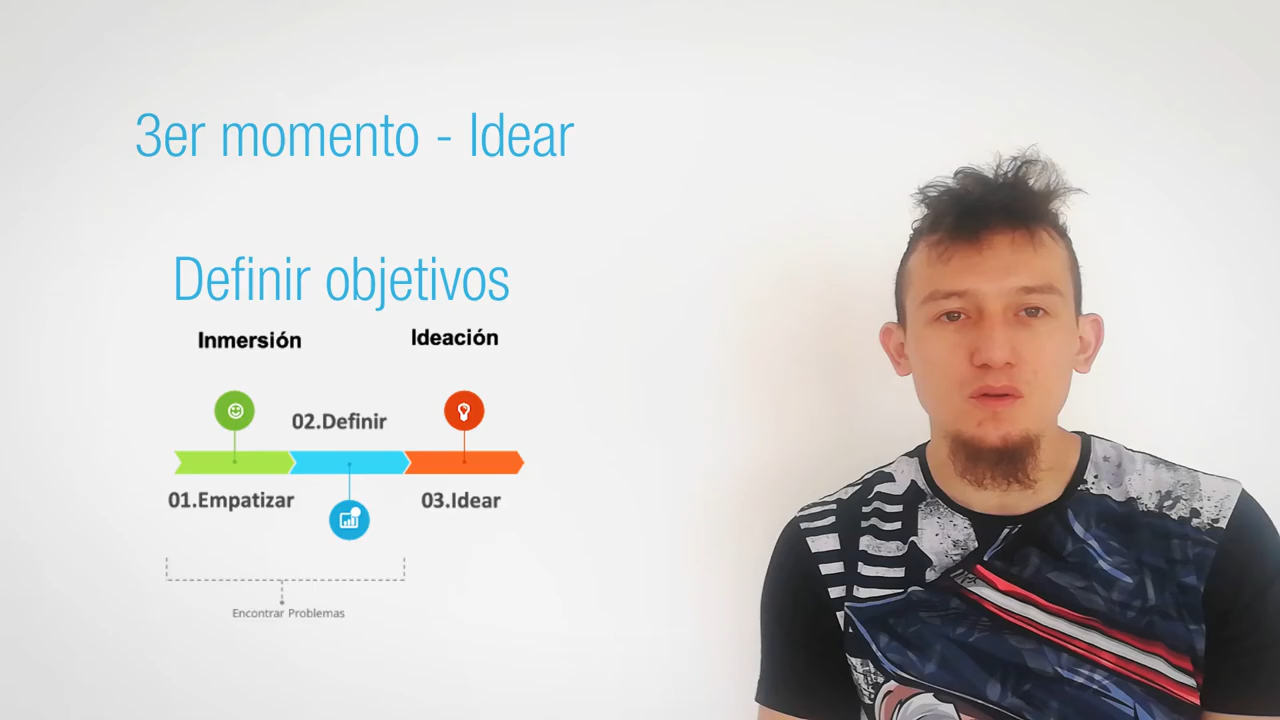 3er momento - Idear
Definir objetivos
Inmersión
Ideación
02.Definir
01.Empatizar
03.Idear
Encontrar Problemas